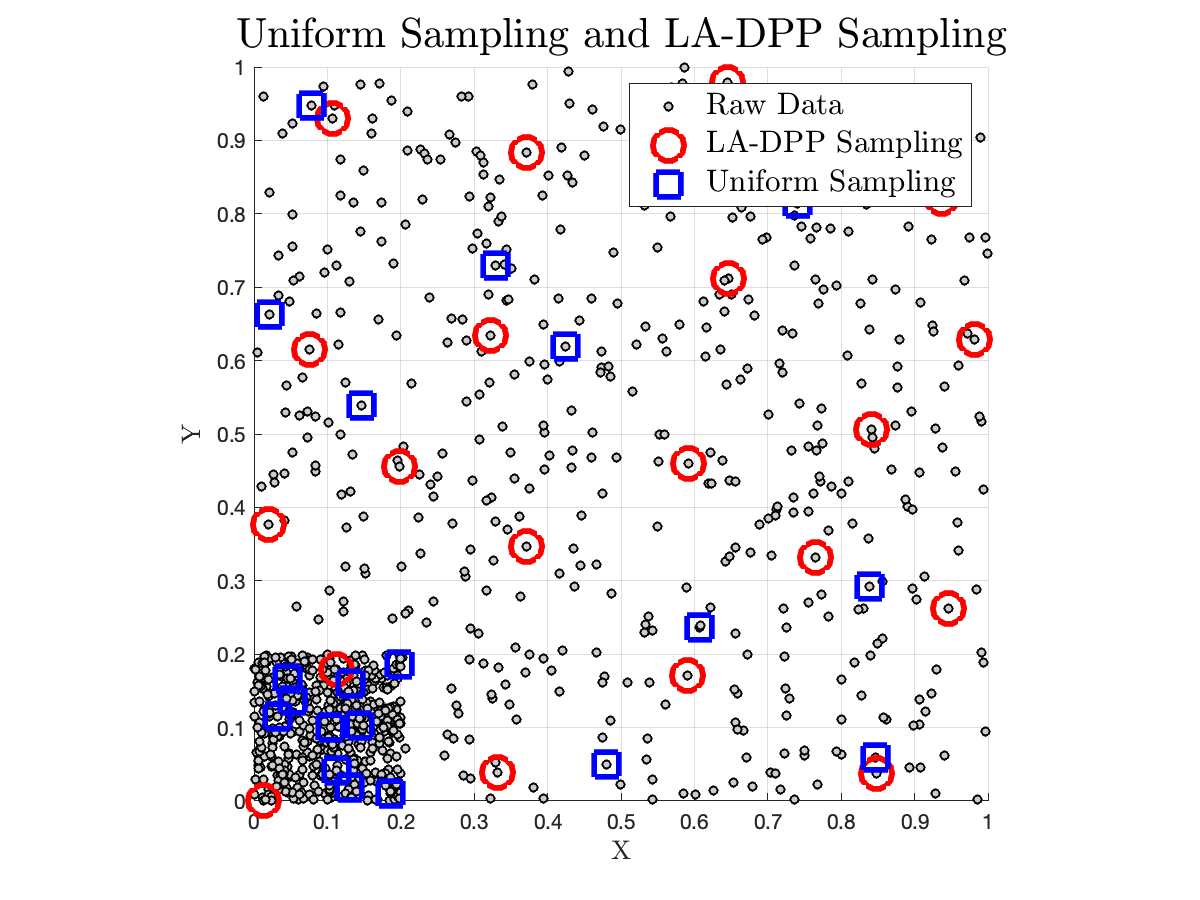 Uniform Sampling and LA-DPP Sampling
Raw Data
LA-DPP Sampling
Uniform Sampling
1
0.9
0.8
0.7
0.6
0.5
0.4
0.3
0.2
0.1
0
Y
0 0.1 0.2 0.3 0.4 0.5 0.6 0.7 0.8 0.9 1
X